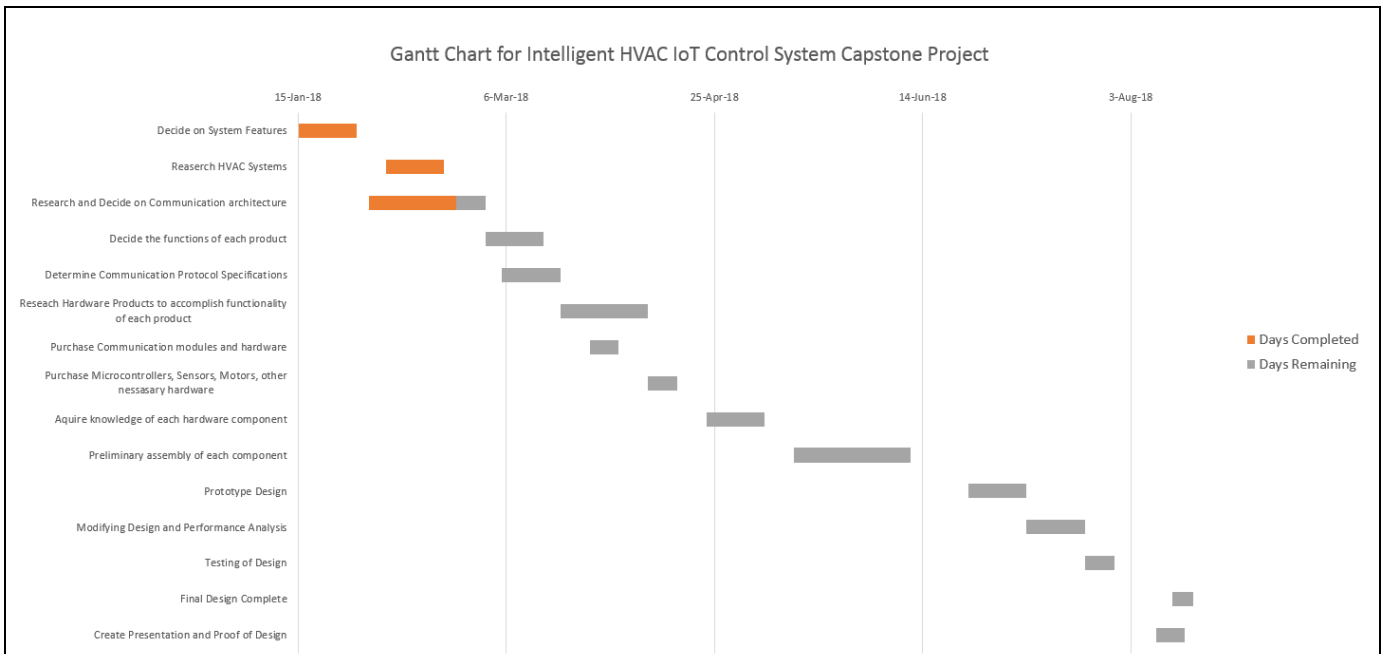 Gantt Chart for Intelligent HVAC IoT Control System Capstone Project
15-Jan-18 6-Mar-18 25-Apr-18 14-Jun-18 3-Aug-18
Decide on System Features
Reaserch HVAC Systems
Research and Decide on Communication architecture
Decide the functions of each product
Determine Communication Protocol Specifications
Reseach Hardware Products to accomplish functionality
of each product
Purchase Communication modules and hardware
Purchase Microcontrollers, Sensors, Motors, other
nessasary hardware
Aquire knowledge of each hardware component
Preliminary assembly of each component
Prototype Design
Modifying Design and Performance Analysis
Testing of Design
Final Design Complete
Create Presentation and Proof of Design
Days Completed
Days Remaining